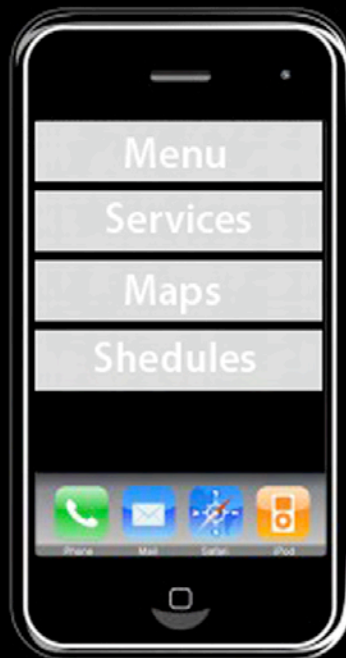 Menu
Services
Maps
Shedules
Phone Mail Safari iPod